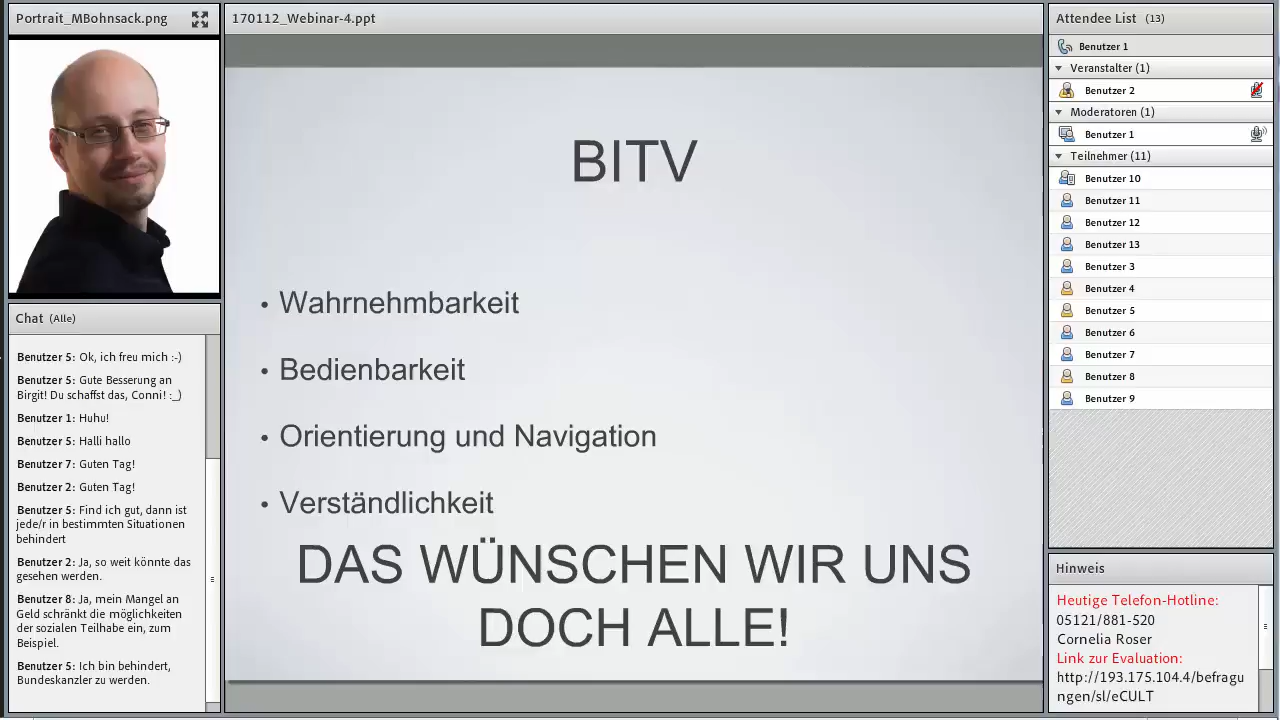 Portrait_MBohnsack.png
Chat (Alle)
Benutzer 5: Ok, ich freu mich :-)
Benutzer 5: Gute Besserung an
Birgit! Du schaffst das, Conni! :_)
Benutzer 1: Huhu!
Benutzer 5: Halli hallo
Benutzer 7: Guten Tag!
Benutzer 2: Guten Tag!
Benutzer 5: Find ich gut, dann ist
jede/r in bestimmten Situationen
behindert
Benutzer 2: Ja, so weit könnte das
gesehen werden.
Benutzer 8: Ja, mein Mangel an
Geld schränkt die möglichkeiten
der sozialen Teilhabe ein, zum
Beispiel.
Benutzer 5: Ich bin behindert,
Bundeskanzler zu werden.
170112_Webinar-4.ppt
BITV
• Wahrnehmbarkeit
• Bedienbarkeit
• Orientierung und Navigation
• Verständlichkeit
DAS WÜNSCHEN WIR UNS
DOCH ALLE!
Attendee List (13)
Benutzer 1
Veranstalter (1)
Benutzer 2
Moderatoren (1)
Benutzer 1
Teilnehmer (11)
Benutzer 10
Benutzer 11
Benutzer 12
Benutzer 13
Benutzer 3
Benutzer 4
Benutzer 5
Benutzer 6
Benutzer 7
Benutzer 8
Benutzer 9
Hinweis
Heutige Telefon-Hotline:
05121/881-520
Cornelia Roser
Link zur Evaluation:
http://193.175.104.4/befragu
ngen/sl/eCULT